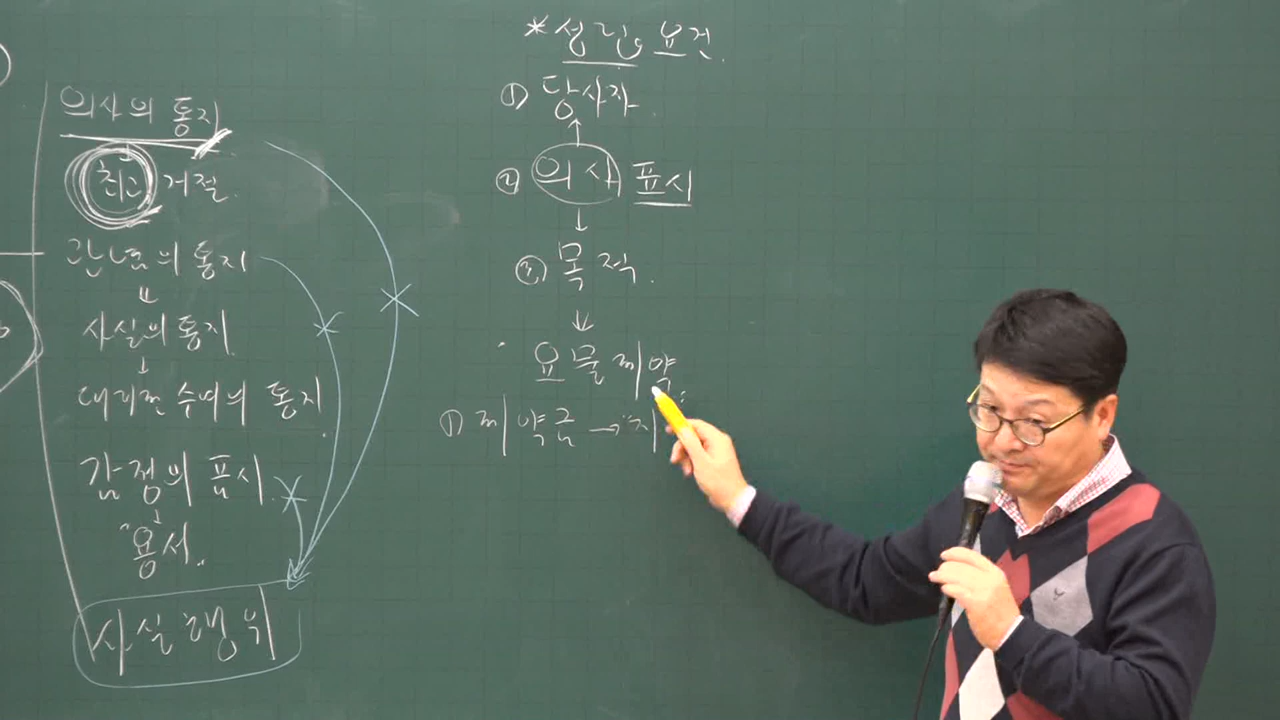 의사의 통지
최고, 거절.
관념의 통지
사실의 통지
대리권 수여의 통지
감정의 표시
"용서.
사실행위
*성립 요건.
① 당사자.
② 의사 표시
③ 목적.
요물계약
① 계약금 →